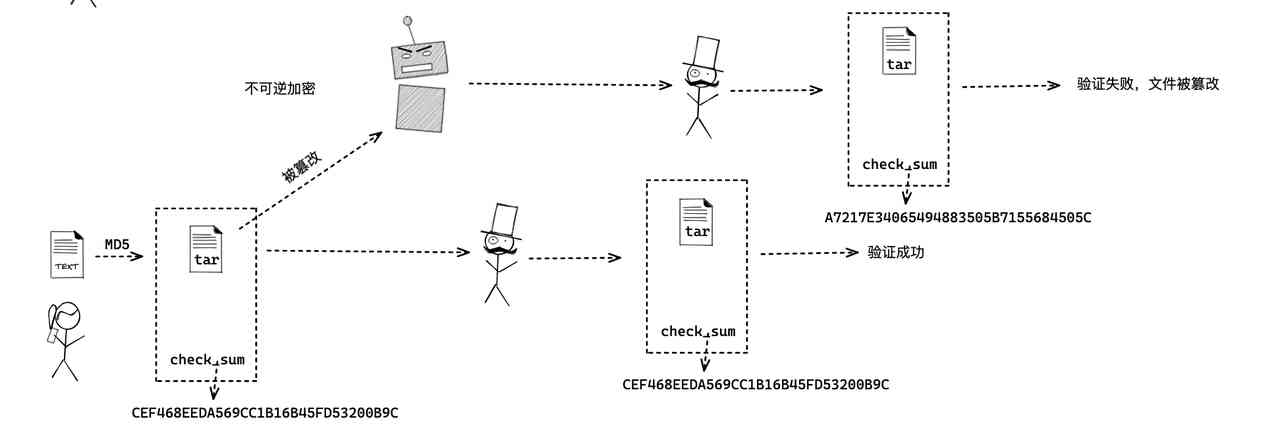 tar
不可逆加密
验证失败，文件被篡改
被篡改
check_sum
A7217E34065494883505B7155684505C
MD5
TEXT
tar
tar
验证成功
check_sum
check_sum
CEF468EEDA569CC1B16B45FD53200B9C
CEF468EEDA569CC1B16B45FD53200B9C